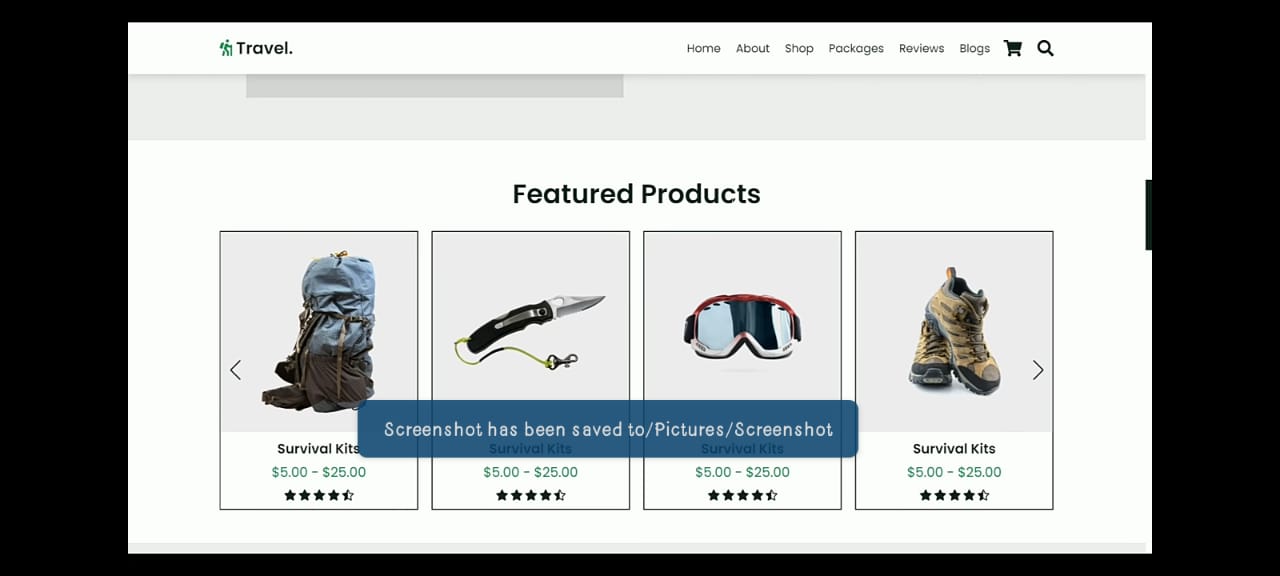 Travel.
Home About Shop Packages Reviews Blogs
Featured Products
Screenshot has been saved to/Pictures/Screenshot
Survival Kits Survival Kits Survival Kits Survival Kits
$5.00 - $25.00 $5.00 - $25.00 $5.00 - $25.00 $5.00 - $25.00